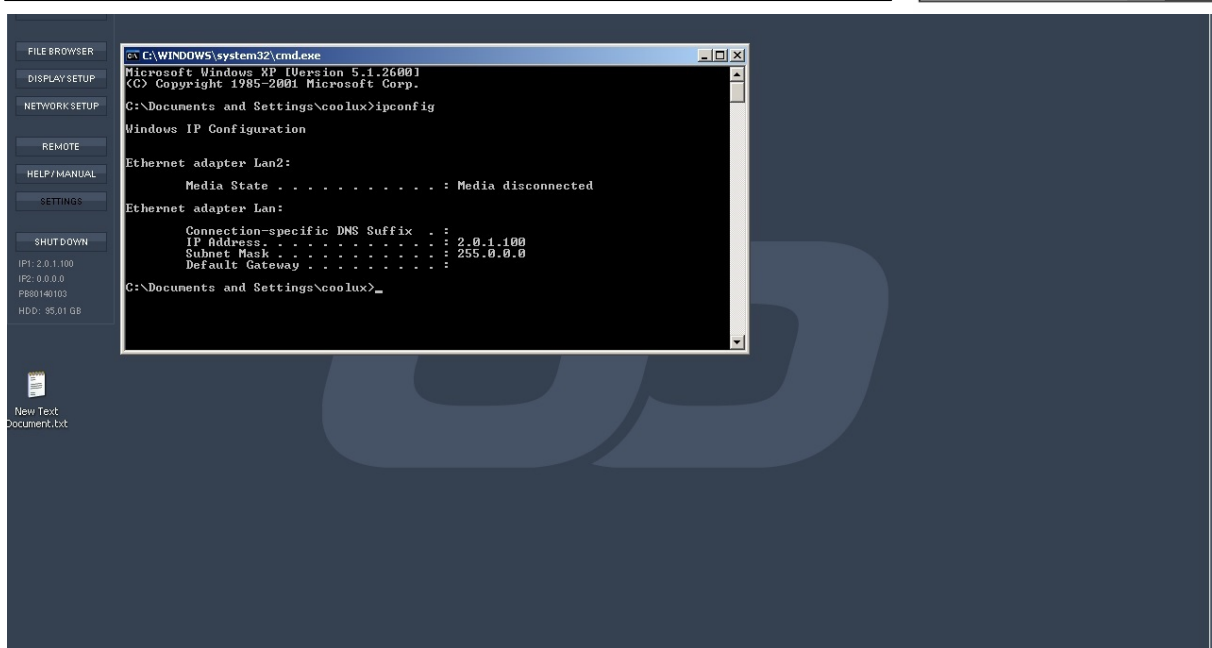 FILE BROWSER
DISPLAY SETUP
NETWORK SETUP
REMOTE
HELP / MANUAL
SETTINGS
SHUT DOWN
IP1: 2.0.1.100
IP2: 0.0.0.0
PB80140103
HDD: 95,01 GB
New Text
Document.txt
C:\WINDOWS\system32\cmd.exe
Microsoft Windows XP [Version 5.1.2600]
(C) Copyright 1985-2001 Microsoft Corp.
C:\Documents and Settings\coolux>ipconfig
Windows IP Configuration
Ethernet adapter Lan2:
Media State . . . . . . . . . . . : Media disconnected
Ethernet adapter Lan:
Connection-specific DNS Suffix  . :
IP Address. . . . . . . . . . . . : 2.0.1.100
Subnet Mask . . . . . . . . . . . : 255.0.0.0
Default Gateway . . . . . . . . . :
C:\Documents and Settings\coolux>_